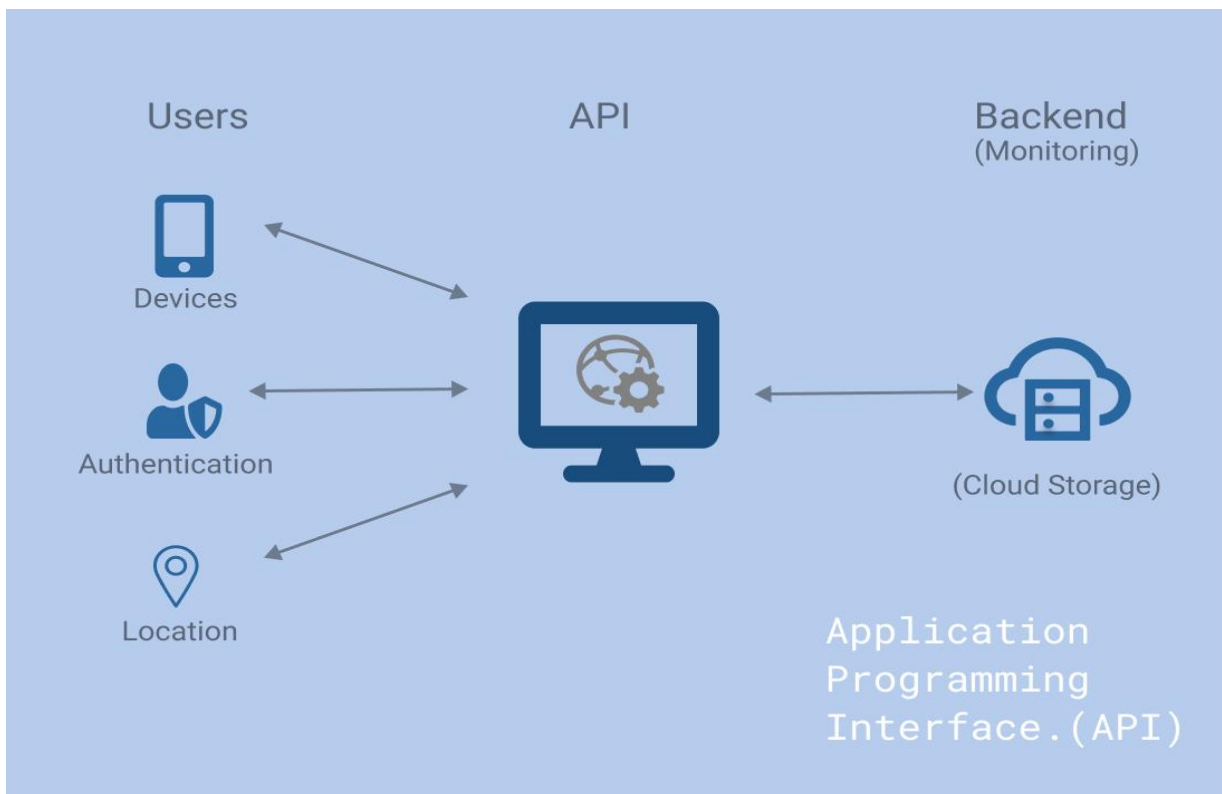 Users
API
Backend
(Monitoring)
Devices
Authentication
(Cloud Storage)
Location
Application
Programming
Interface.(API)